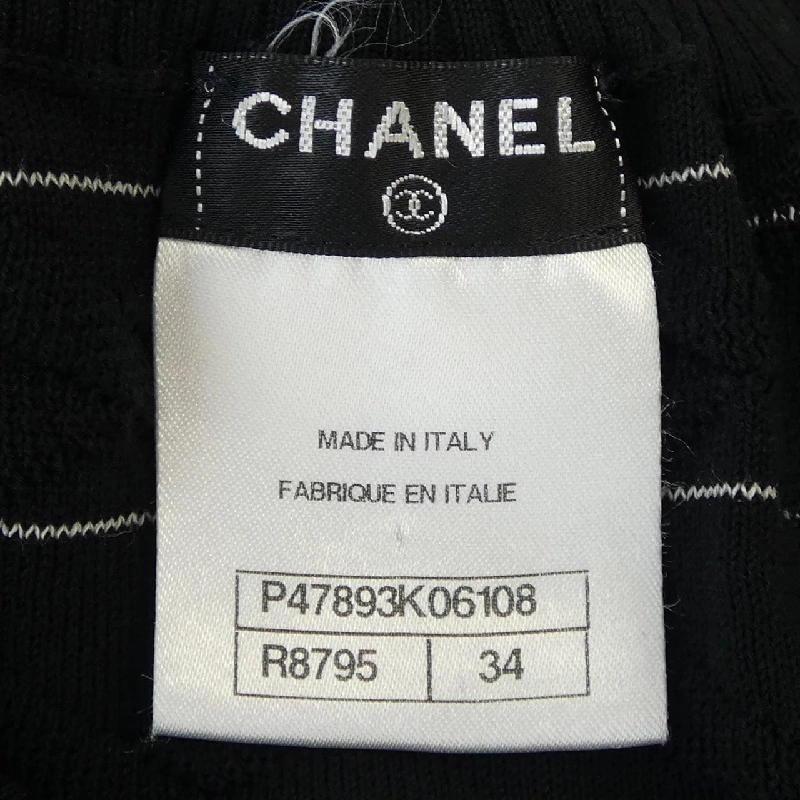 CHANEL
MADE IN ITALY
FABRIQUE EN ITALIE
P47893K06108
R8795 34